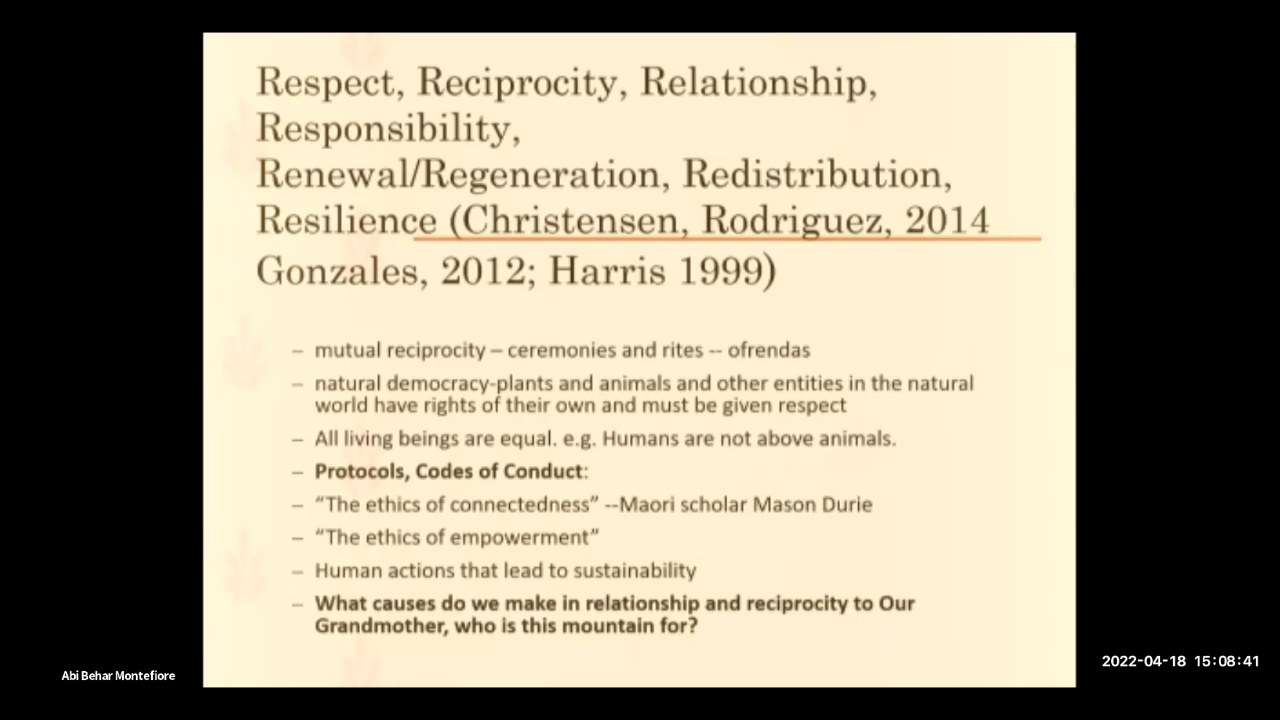 Respect, Reciprocity, Relationship,
Responsibility,
Renewal/Regeneration, Redistribution,
Resilience (Christensen, Rodriguez, 2014
Gonzales, 2012; Harris 1999)
– mutual reciprocity – ceremonies and rites -- ofrendas
– natural democracy-plants and animals and other entities in the natural
world have rights of their own and must be given respect
– All living beings are equal. e.g. Humans are not above animals.
– Protocols, Codes of Conduct:
– “The ethics of connectedness” --Maori scholar Mason Durie
– “The ethics of empowerment”
– Human actions that lead to sustainability
– What causes do we make in relationship and reciprocity to Our
Grandmother, who is this mountain for?
Abi Behar Montefiore
2022-04-18 15:08:41